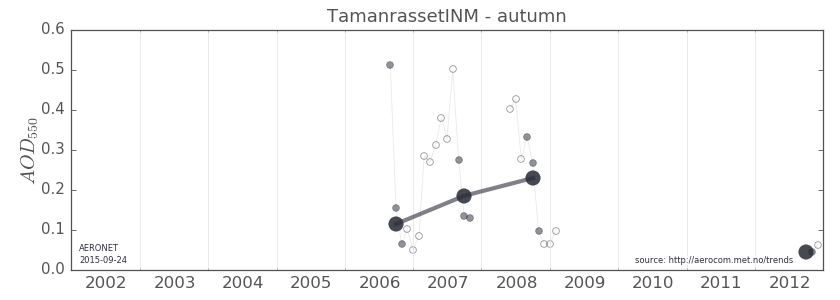 TamanrassetINM - autumn
0.6
0.5
0.4
0.3
0.2
0.1
0.0
AOD550
AERONET
2015-09-24
source: http://aerocom.met.no/trends
2002 2003 2004 2005 2006 2007 2008 2009 2010 2011 2012